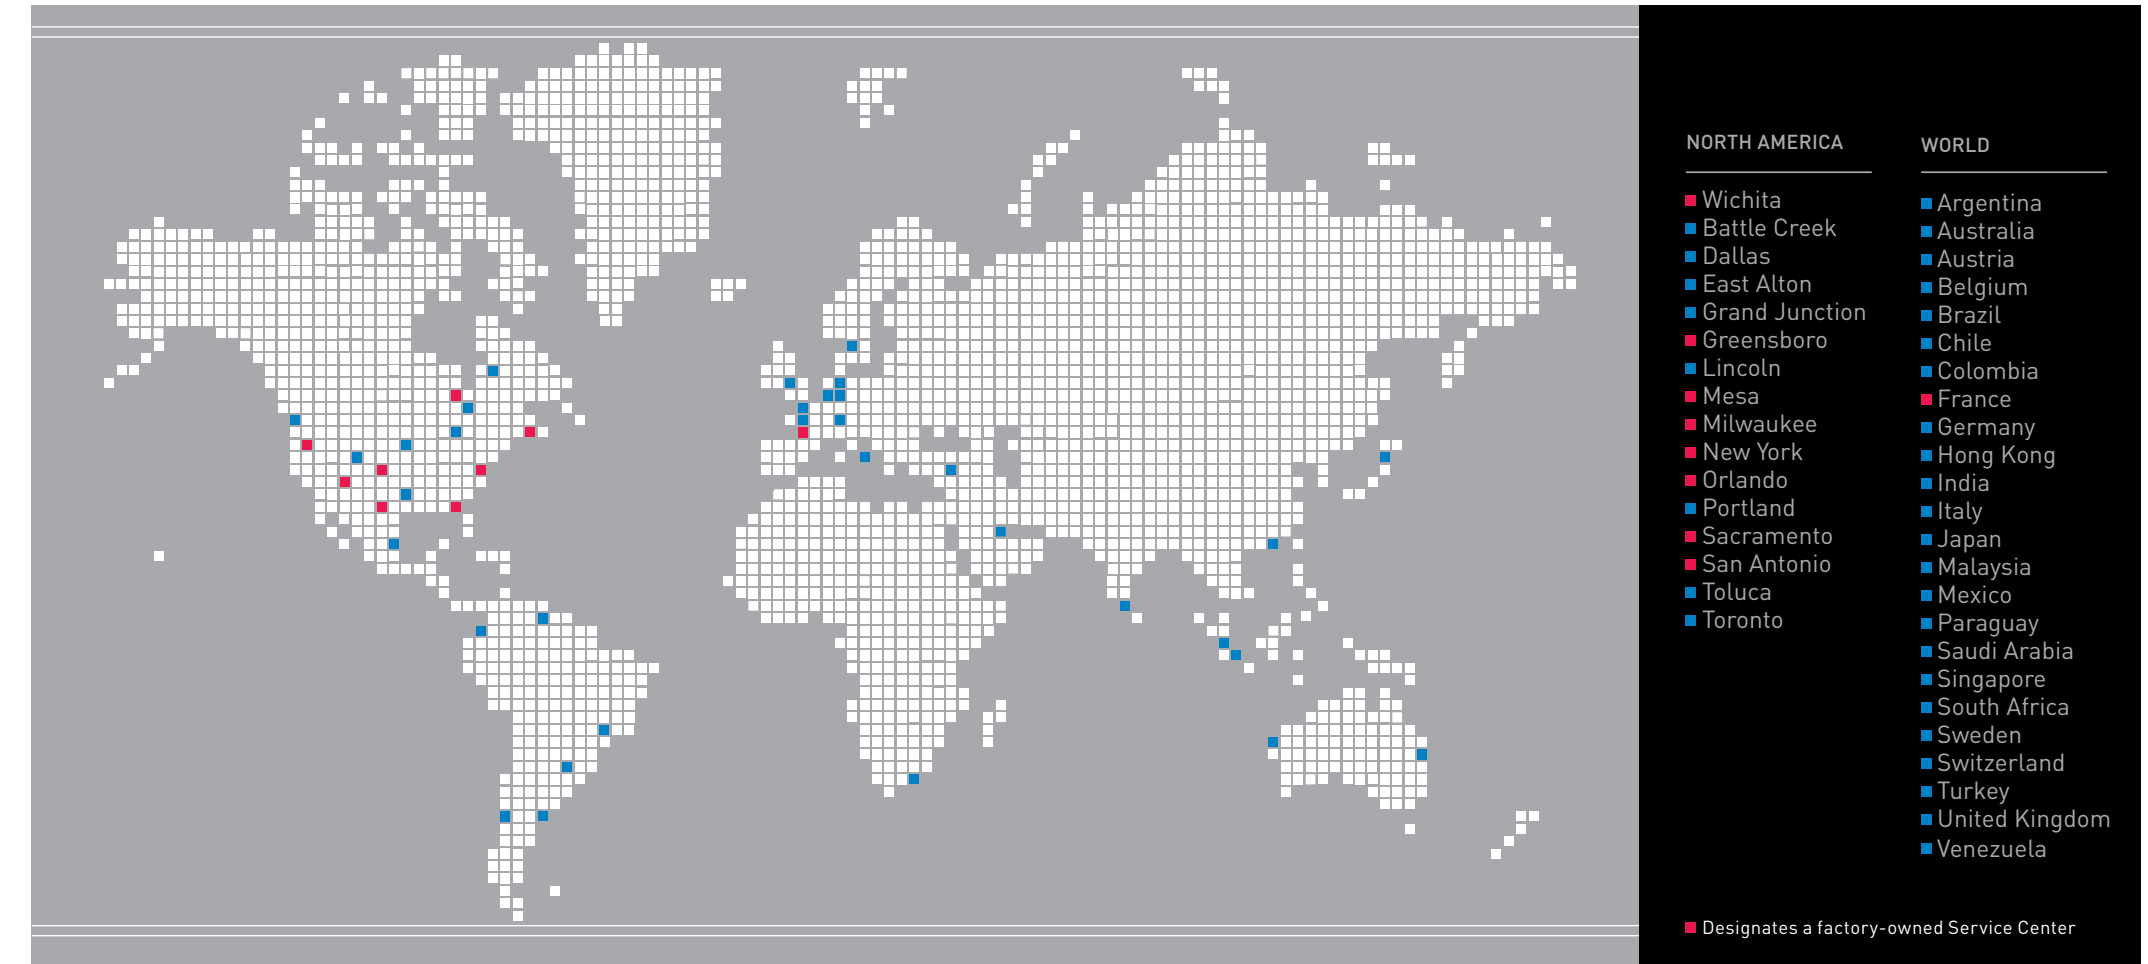 NORTH AMERICA
Wichita
Battle Creek
Dallas
East Alton
Grand Junction
Greensboro
Lincoln
Mesa
Milwaukee
New York
Orlando
Portland
Sacramento
San Antonio
Toluca
Toronto
WORLD
Argentina
Australia
Austria
Belgium
Brazil
Chile
Colombia
France
Germany
Hong Kong
India
Italy
Japan
Malaysia
Mexico
Paraguay
Saudi Arabia
Singapore
South Africa
Sweden
Switzerland
Turkey
United Kingdom
Venezuela
Designates a factory-owned Service Center